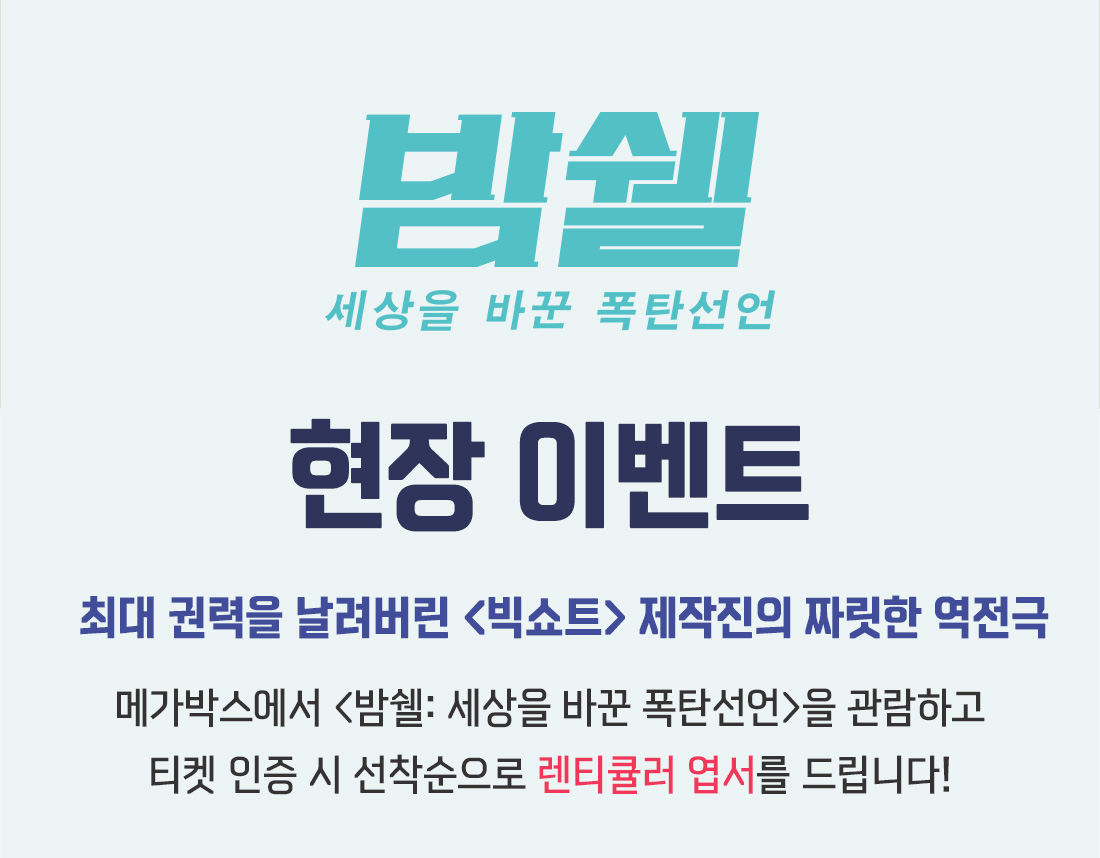 밤쉘
세상을 바꾼 폭탄선언
현장 이벤트
최대 권력을 날려버린 <빅쇼트> 제작진의 짜릿한 역전극
메가박스에서 <밤쉘: 세상을 바꾼 폭탄선언>을 관람하고
티켓 인증 시 선착순으로 렌티큘러 엽서를 드립니다!